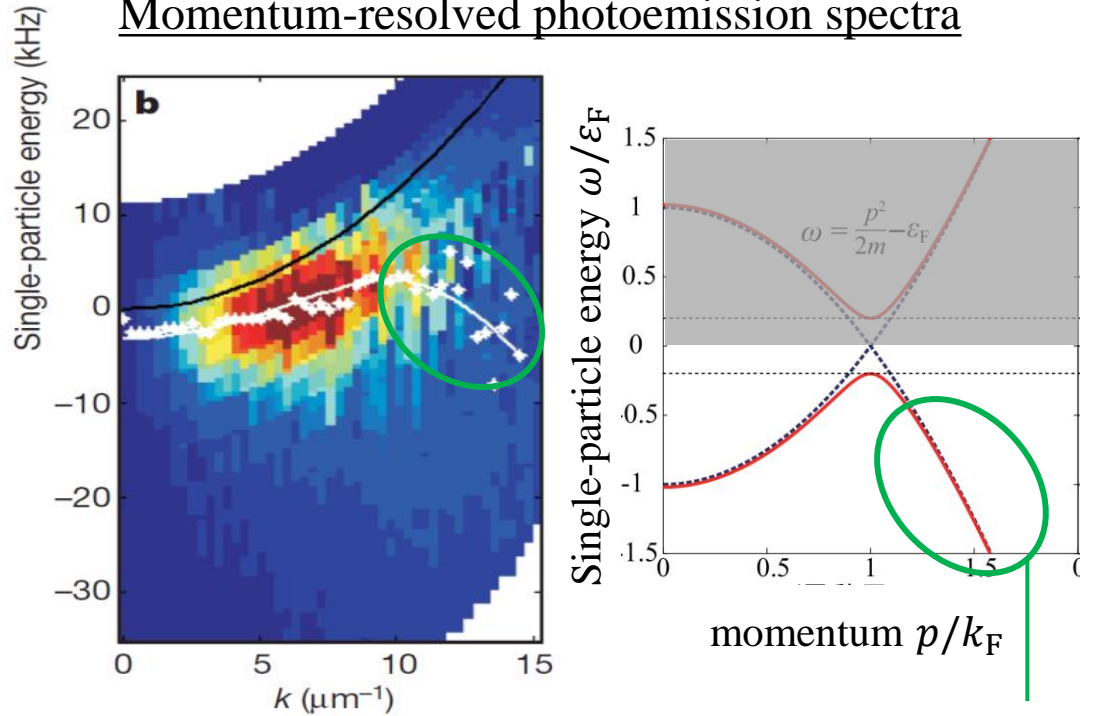 Momentum-resolved photoemission spectra
Single-particle energy (kHz)
b
20
10
0
−10
−20
−30
0 5 10 15
k (μm⁻¹)
Single-particle energy ω/εF
1.5
1
0.5
0
-0.5
-1
-1.5
ω = p²/2m − εF
0 0.5 1 1.5 0
momentum p/kF